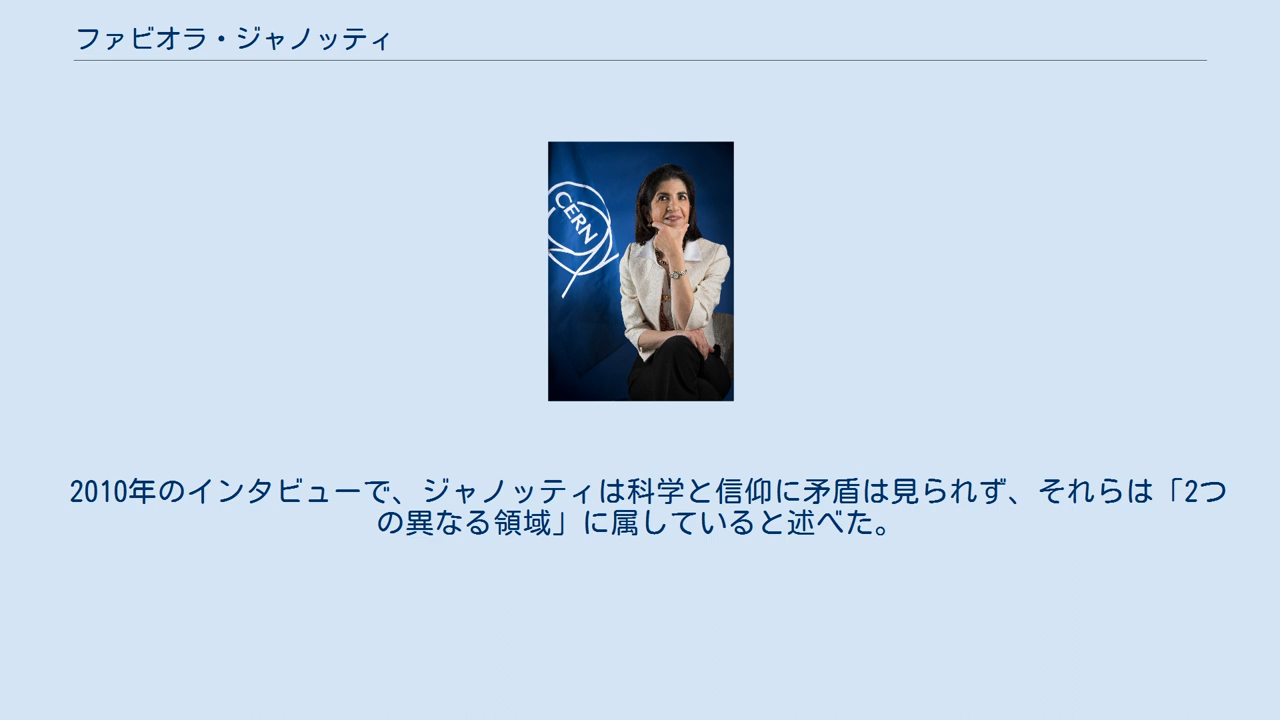 ファビオラ・ジャノッティ
CERN
2010年のインタビューで、ジャノッティは科学と信仰に矛盾は見られず、それらは「2つ
の異なる領域」に属していると述べた。